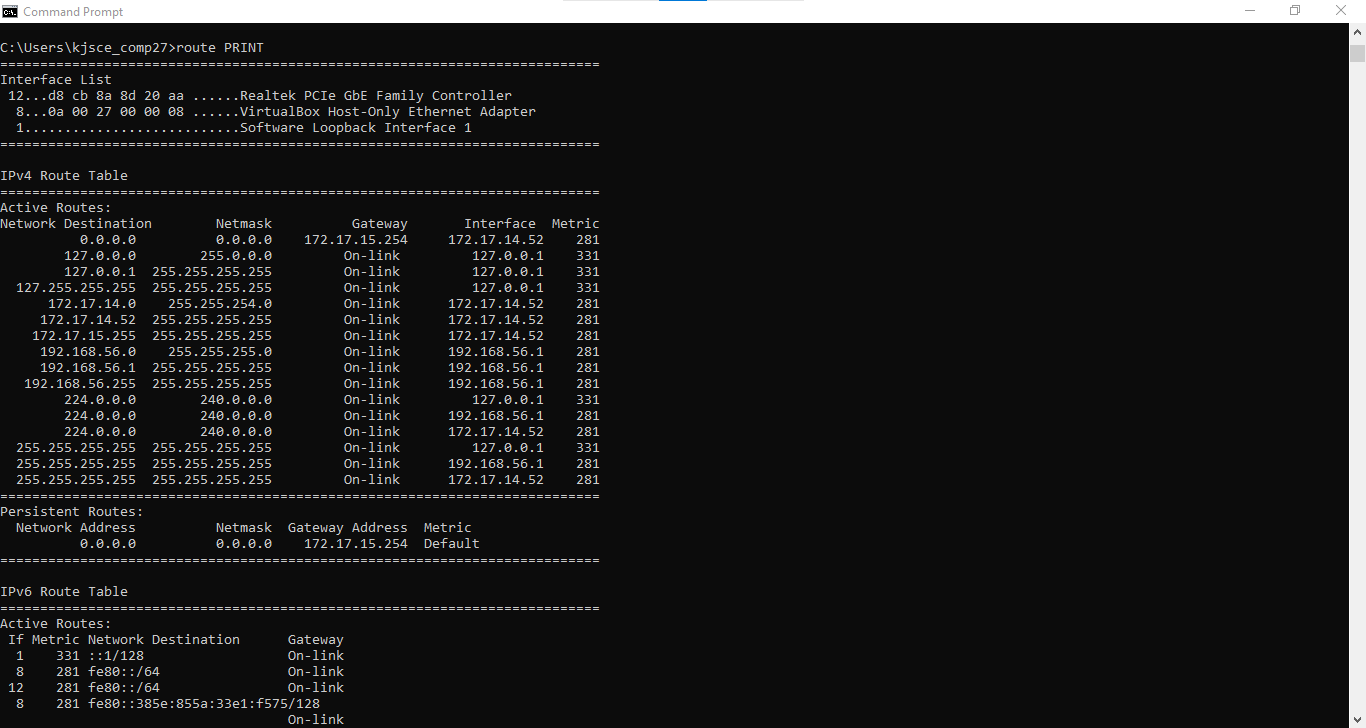 Command Prompt
C:\Users\kjsce_comp27>route PRINT
===========================================================================
Interface List
 12...d8 cb 8a 8d 20 aa ......Realtek PCIe GbE Family Controller
  8...0a 00 27 00 00 08 ......VirtualBox Host-Only Ethernet Adapter
  1...........................Software Loopback Interface 1
===========================================================================
IPv4 Route Table
===========================================================================
Active Routes:
Network Destination        Netmask          Gateway       Interface  Metric
          0.0.0.0          0.0.0.0    172.17.15.254     172.17.14.52    281
        127.0.0.0        255.0.0.0         On-link         127.0.0.1    331
        127.0.0.1  255.255.255.255         On-link         127.0.0.1    331
  127.255.255.255  255.255.255.255         On-link         127.0.0.1    331
      172.17.14.0    255.255.254.0         On-link      172.17.14.52    281
     172.17.14.52  255.255.255.255         On-link      172.17.14.52    281
    172.17.15.255  255.255.255.255         On-link      172.17.14.52    281
     192.168.56.0    255.255.255.0         On-link      192.168.56.1    281
     192.168.56.1  255.255.255.255         On-link      192.168.56.1    281
   192.168.56.255  255.255.255.255         On-link      192.168.56.1    281
        224.0.0.0        240.0.0.0         On-link         127.0.0.1    331
        224.0.0.0        240.0.0.0         On-link      192.168.56.1    281
        224.0.0.0        240.0.0.0         On-link      172.17.14.52    281
  255.255.255.255  255.255.255.255         On-link         127.0.0.1    331
  255.255.255.255  255.255.255.255         On-link      192.168.56.1    281
  255.255.255.255  255.255.255.255         On-link      172.17.14.52    281
===========================================================================
Persistent Routes:
  Network Address          Netmask  Gateway Address  Metric
          0.0.0.0          0.0.0.0    172.17.15.254  Default
===========================================================================
IPv6 Route Table
===========================================================================
Active Routes:
 If Metric Network Destination      Gateway
  1    331 ::1/128                  On-link
  8    281 fe80::/64                On-link
 12    281 fe80::/64                On-link
  8    281 fe80::385e:855a:33e1:f575/128
                                    On-link